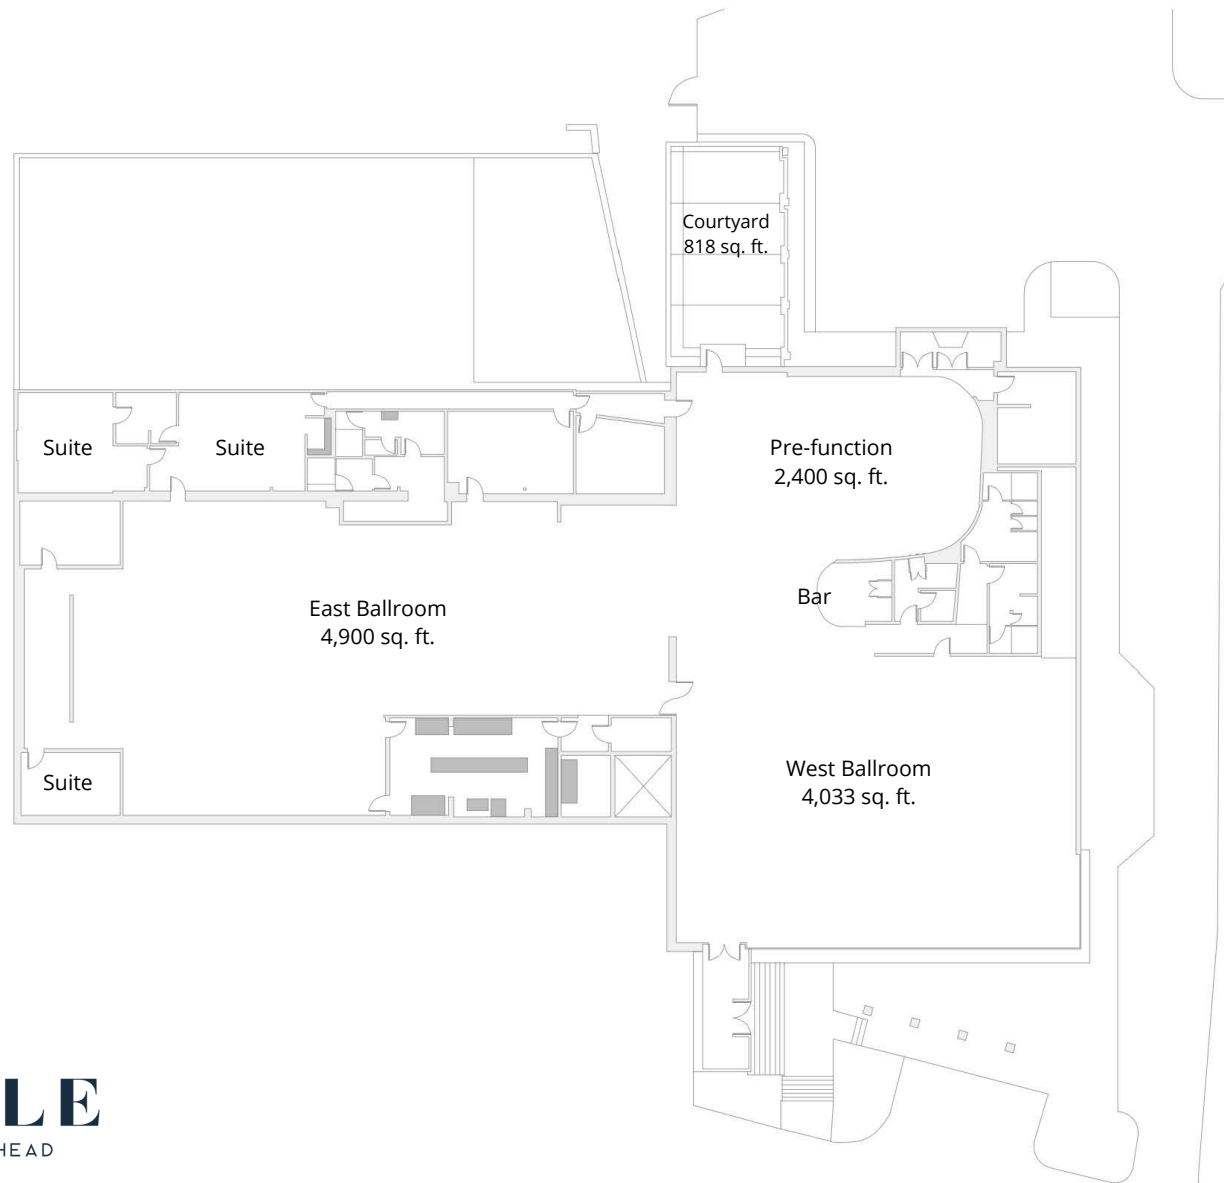 Courtyard
818 sq. ft.
Suite
Suite
Pre-function
2,400 sq. ft.
East Ballroom
4,900 sq. ft.
Bar
Suite
West Ballroom
4,033 sq. ft.
LE
HEAD